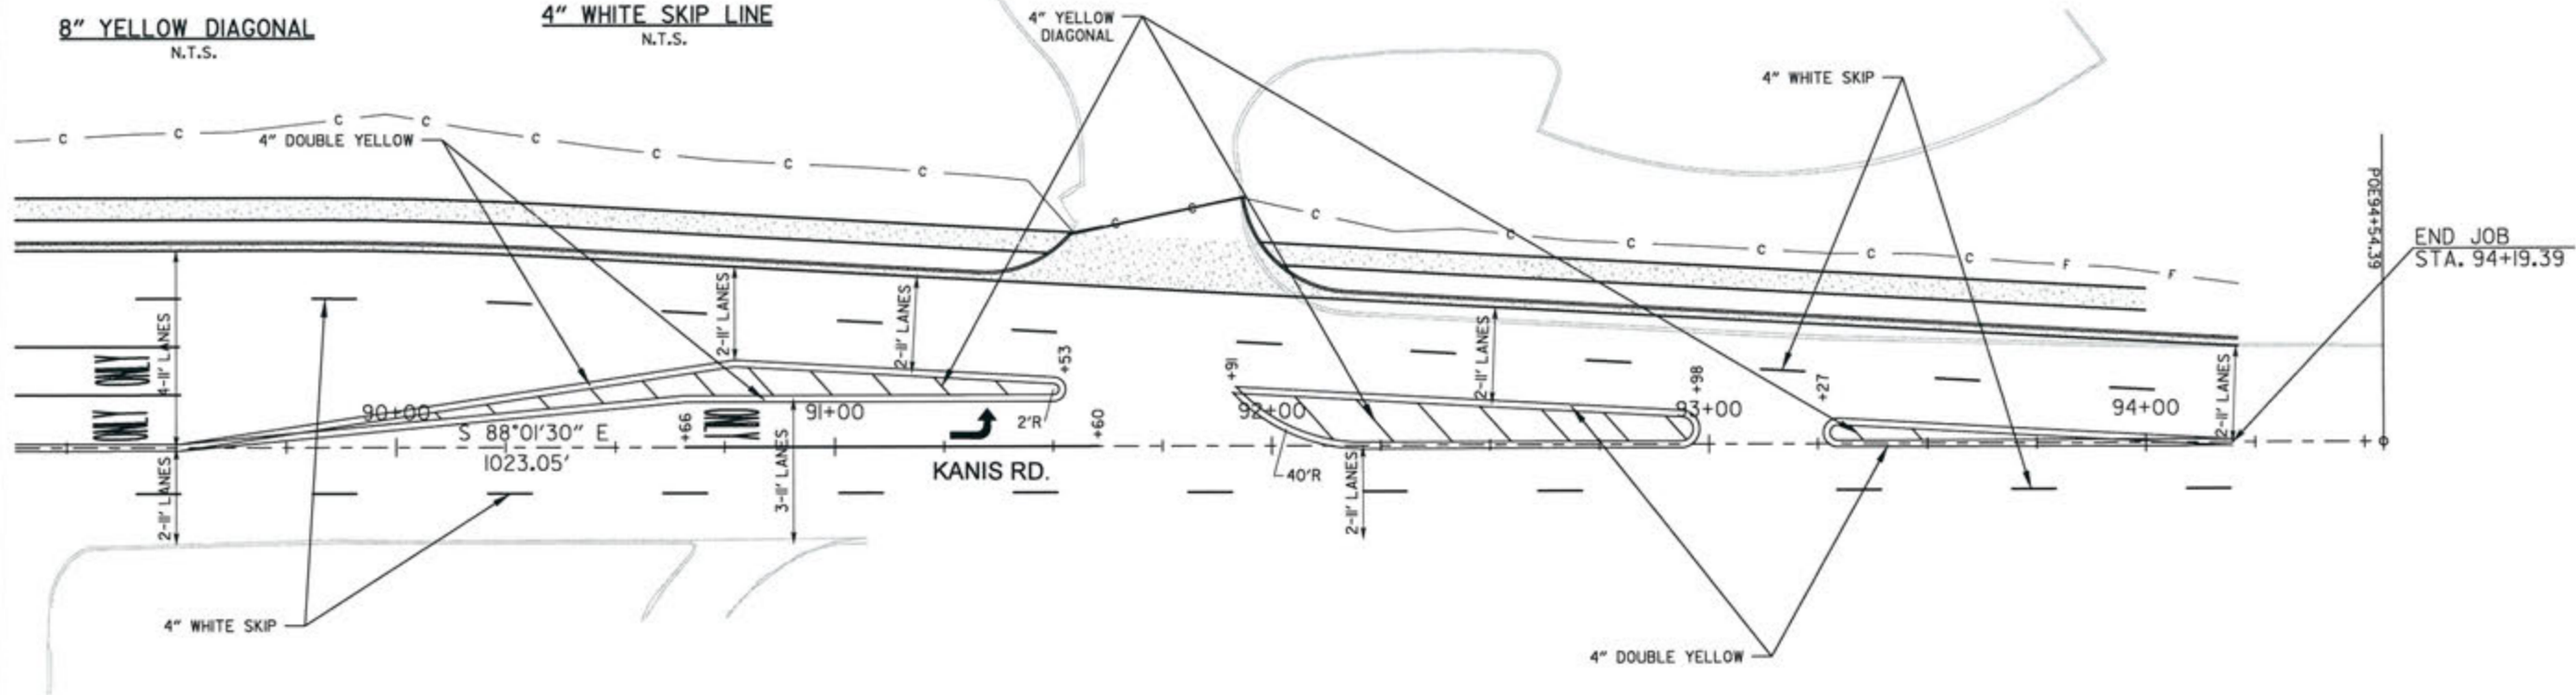 8" YELLOW DIAGONAL
N.T.S.
4" WHITE SKIP LINE
N.T.S.
4" YELLOW
DIAGONAL
4" WHITE SKIP
C C C C C C C C C
4" DOUBLE YELLOW
C C C C C C C C F F
POE94+54.39
END JOB
STA. 94+19.39
4-11' LANES
2-11' LANES
2-11' LANES
2-11' LANES
2-11' LANES
ONLY ONLY
+53
+91
+98
+27
90+00
91+00
92+00
93+00
94+00
ONLY ONLY
S 88°01'30" E
1023.05'
+66
ONLY
2'R
+60
KANIS RD.
40'R
2-11' LANES
3-11' LANES
2-11' LANES
4" WHITE SKIP
4" DOUBLE YELLOW